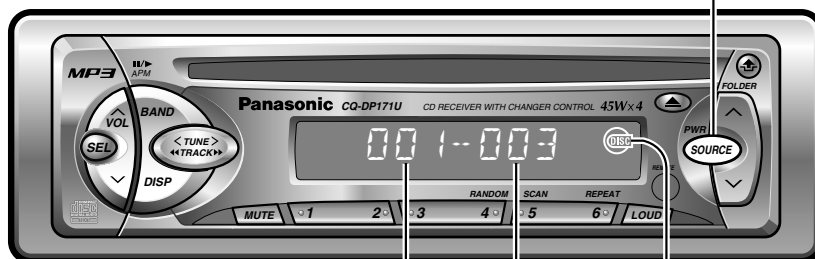 MP3 II/▶
APM
FOLDER
Panasonic CQ-DP171U CD RECEIVER WITH CHANGER CONTROL 45W×4
BAND
VOL
PWR
SEL
< TUNE >
◀◀TRACK▶▶
001--003
DISC
SOURCE
DISP
disc
RANDOM SCAN REPEAT
MUTE 1 2 3 4 5 6 LOUD